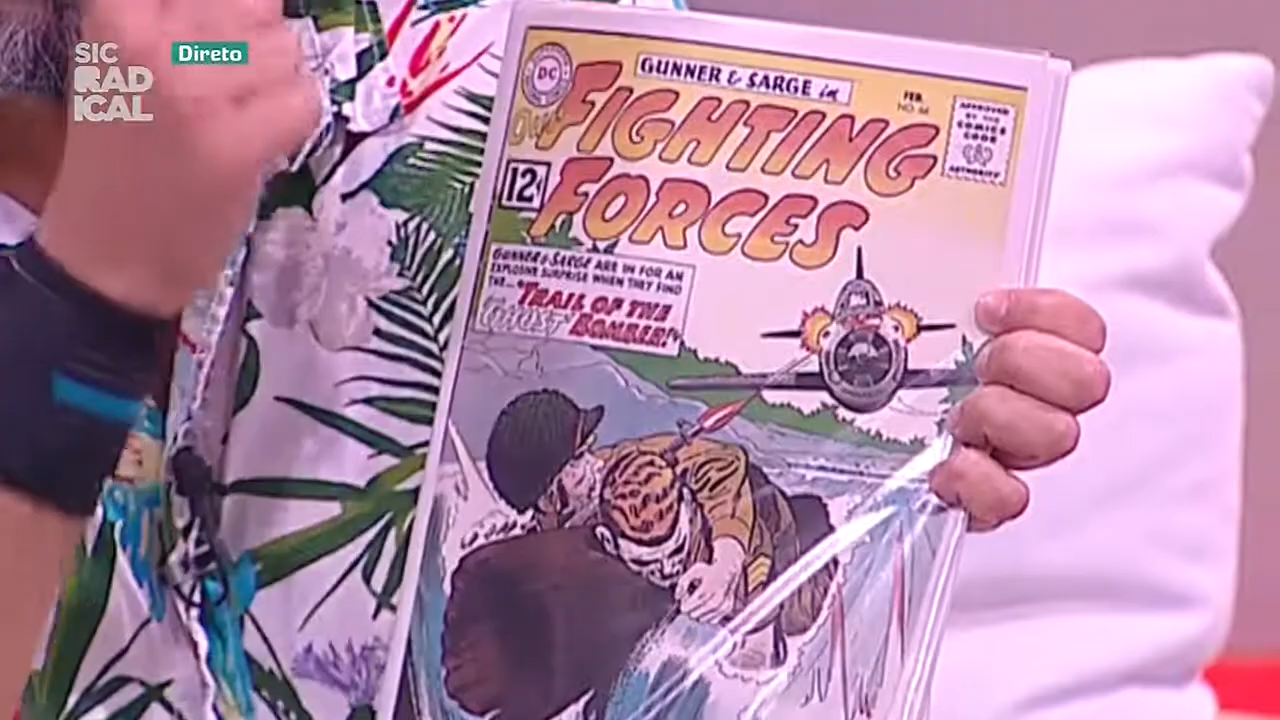 SIC
RAD
ICAL
Direto
DC
GUNNER & SARGE in
OUR FIGHTING
FORCES
FEB.
NO. 66
APPROVED
BY THE
COMICS
CODE
AUTHORITY
12¢
GUNNER & SARGE ARE IN FOR AN
EXPLOSIVE SURPRISE WHEN THEY FIND
THE... "TRAIL OF THE
GHOST BOMBER!"